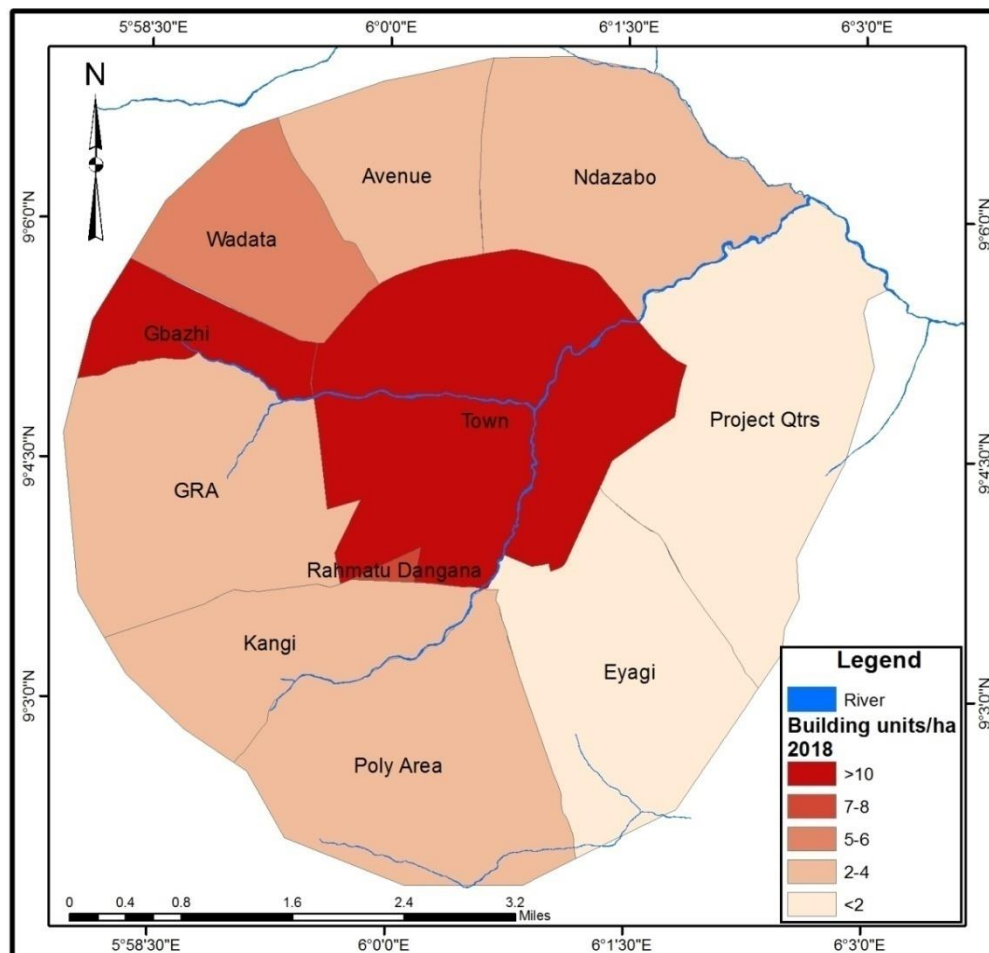 5°58'30"E 6°0'0"E 6°1'30"E 6°3'0"E
N
Avenue
Ndazabo
9°6'0"N
9°6'0"N
Wadata
Gbazhi
Town
Project Qtrs
9°4'30"N
9°4'30"N
GRA
Rahmatu Dangana
Kangi
Eyagi
9°3'0"N
9°3'0"N
Poly Area
Legend
River
Building units/ha
2018
>10
7-8
5-6
2-4
<2
0 0.4 0.8 1.6 2.4 3.2
Miles
5°58'30"E 6°0'0"E 6°1'30"E 6°3'0"E